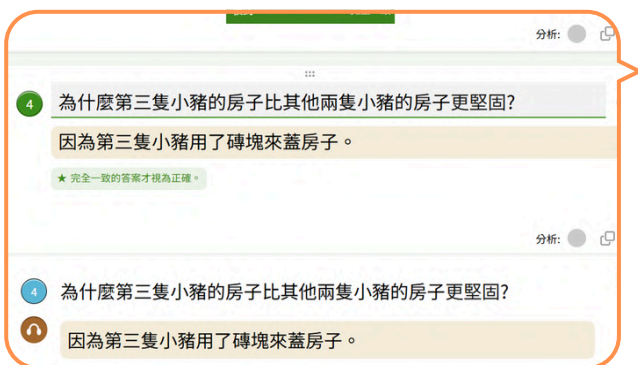 分析:
4
為什麼第三隻小豬的房子比其他兩隻小豬的房子更堅固?
因為第三隻小豬用了磚塊來蓋房子。
★ 完全一致的答案才視為正確。
分析:
4
為什麼第三隻小豬的房子比其他兩隻小豬的房子更堅固?
因為第三隻小豬用了磚塊來蓋房子。